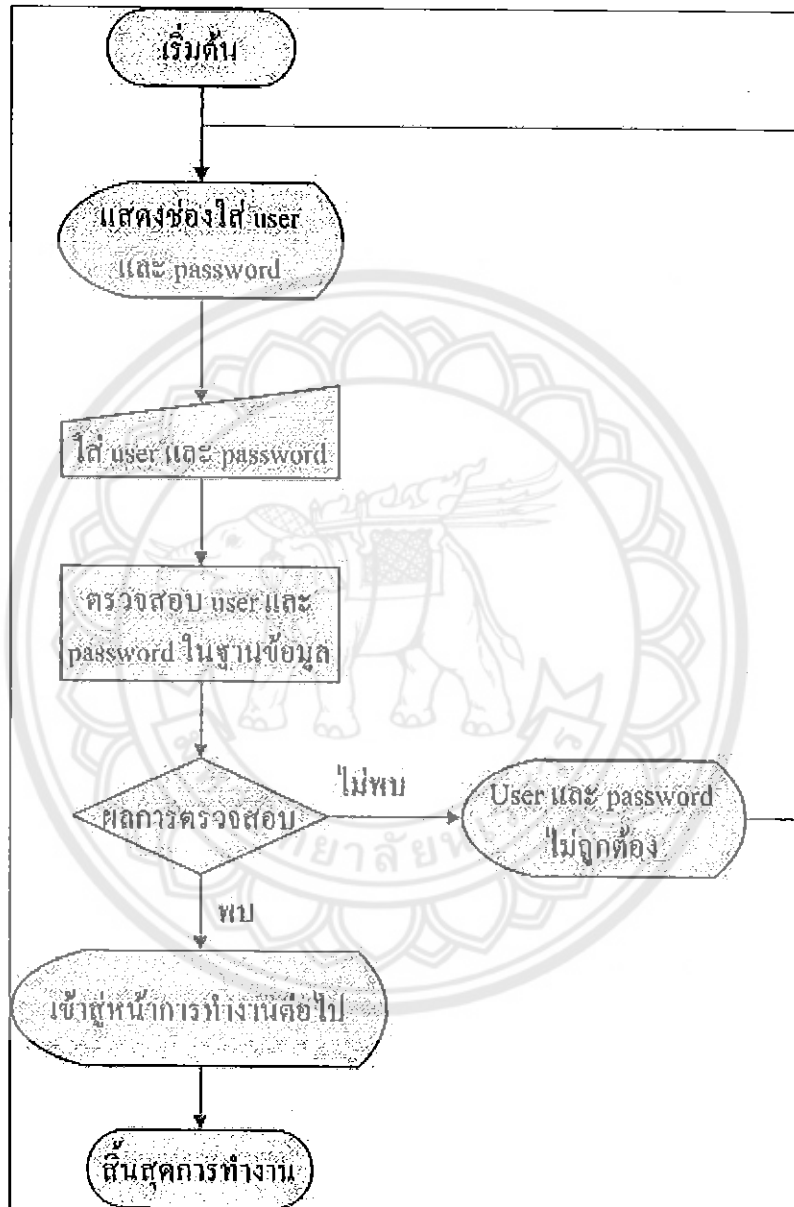 เริ่มต้น
แสดงช่องใส่ user
และ password
ใส่ user และ password
ตรวจสอบ user และ
password ในฐานข้อมูล
ผลการตรวจสอบ
ไม่พบ
User และ password
ไม่ถูกต้อง
พบ
เข้าสู่หน้าการทำงานต่อไป
สิ้นสุดการทำงาน